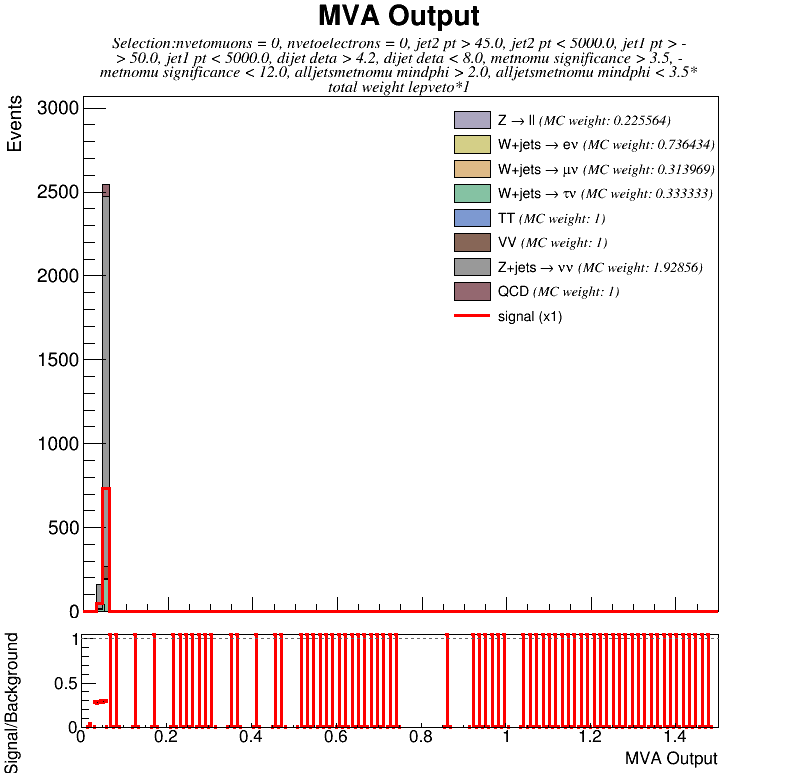 MVA Output
Selection:nvetomuons = 0, nvetoelectrons = 0, jet2 pt > 45.0, jet2 pt < 5000.0, jet1 pt > -
> 50.0, jet1 pt < 5000.0, dijet deta > 4.2, dijet deta < 8.0, metnomu significance > 3.5, -
metnomu significance < 12.0, alljetsmetnomu mindphi > 2.0, alljetsmetnomu mindphi < 3.5*
total weight lepveto*1
Events
3000
2500
2000
1500
1000
500
0
Z → ll (MC weight: 0.225564)
W+jets → eν (MC weight: 0.736434)
W+jets → μν (MC weight: 0.313969)
W+jets → τν (MC weight: 0.333333)
TT (MC weight: 1)
VV (MC weight: 1)
Z+jets → νν (MC weight: 1.92856)
QCD (MC weight: 1)
signal (x1)
Signal/Background
1
0.5
0
0 0.2 0.4 0.6 0.8 1 1.2 1.4
MVA Output